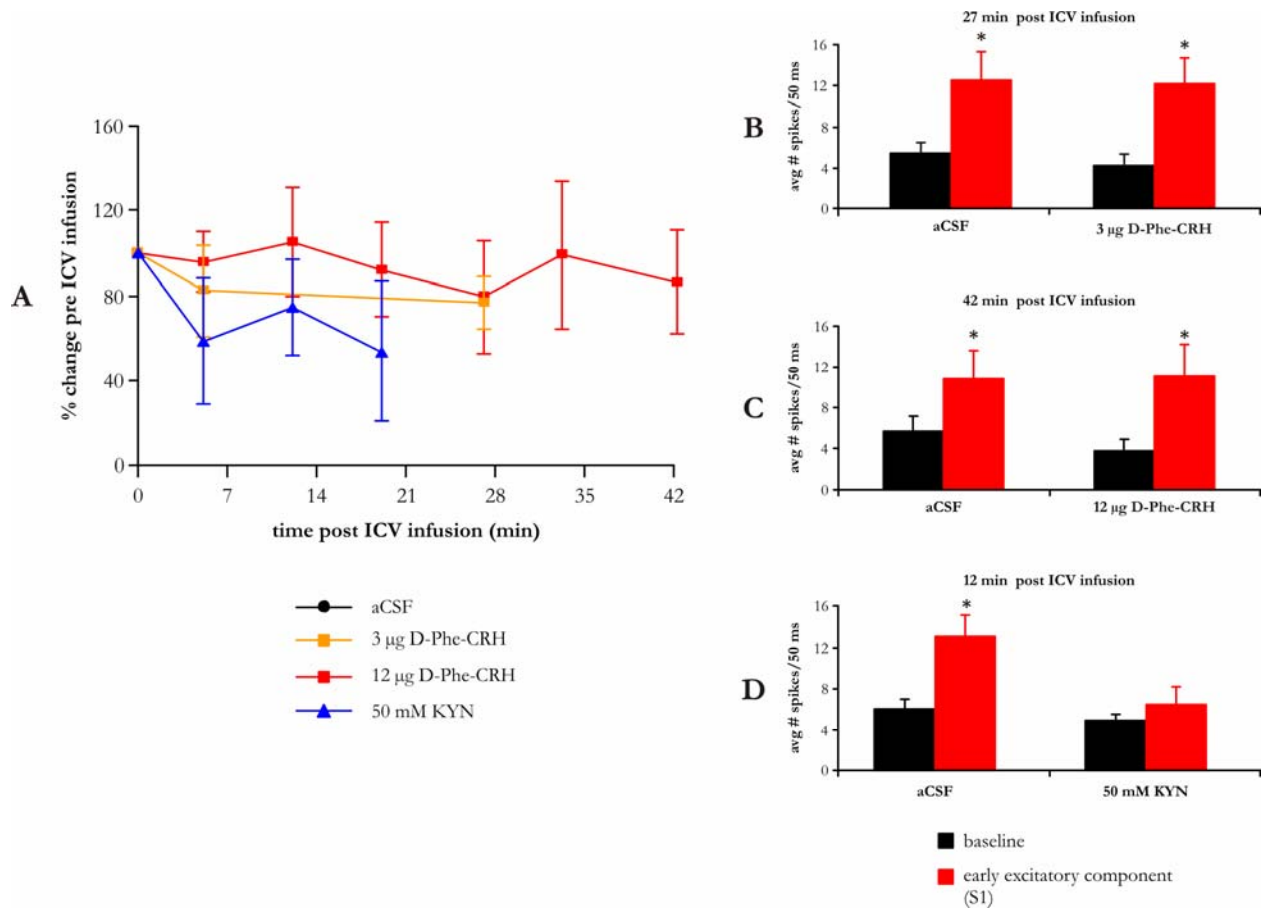 A
160
120
80
40
0
% change pre ICV infusion
0 7 14 21 28 35 42
time post ICV infusion (min)
aCSF
3 µg D-Phe-CRH
12 µg D-Phe-CRH
50 mM KYN
B
27 min post ICV infusion
16
12
8
4
0
avg # spikes/50 ms
*
*
aCSF
3 µg D-Phe-CRH
C
42 min post ICV infusion
16
12
8
4
0
avg # spikes/50 ms
*
*
aCSF
12 µg D-Phe-CRH
D
12 min post ICV infusion
16
12
8
4
0
avg # spikes/50 ms
*
aCSF
50 mM KYN
baseline
early excitatory component
(S1)